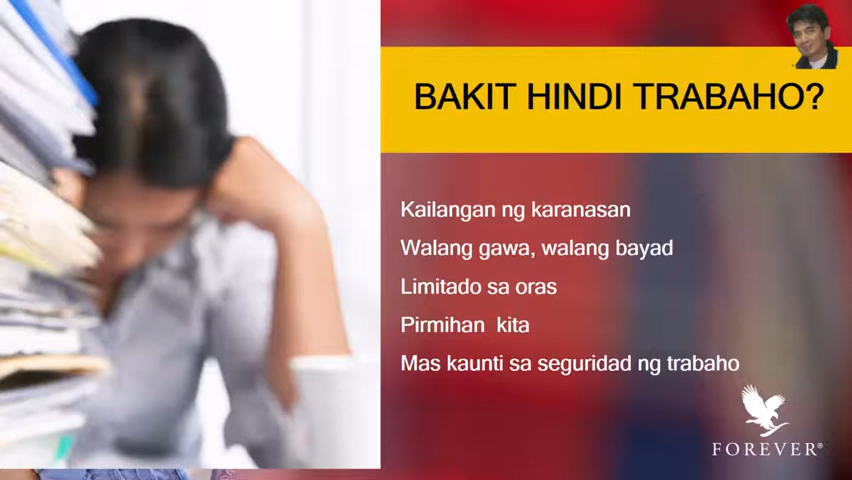 BAKIT HINDI TRABAHO?
Kailangan ng karanasan
Walang gawa, walang bayad
Limitado sa oras
Pirmihan kita
Mas kaunti sa seguridad ng trabaho
FOREVER®